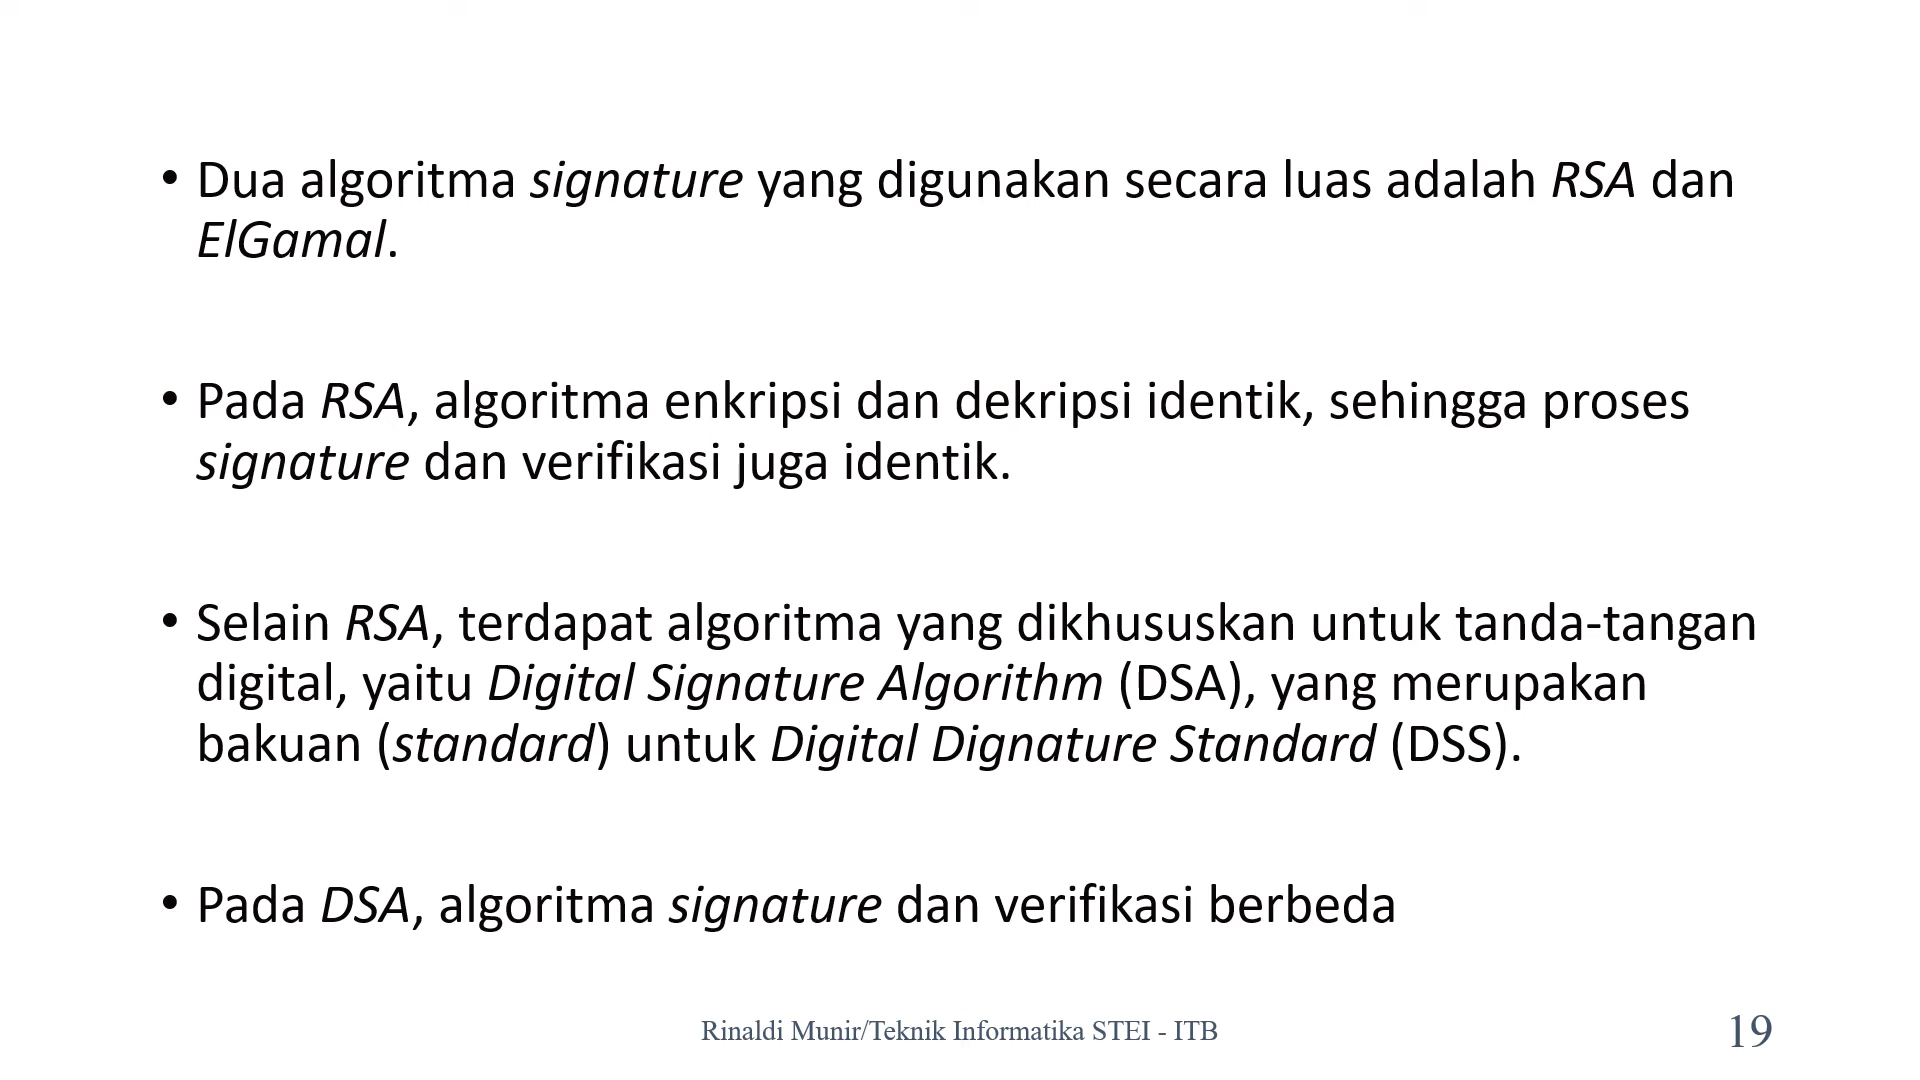 • Dua algoritma signature yang digunakan secara luas adalah RSA dan
ElGamal.
• Pada RSA, algoritma enkripsi dan dekripsi identik, sehingga proses
signature dan verifikasi juga identik.
• Selain RSA, terdapat algoritma yang dikhususkan untuk tanda-tangan
digital, yaitu Digital Signature Algorithm (DSA), yang merupakan
bakuan (standard) untuk Digital Dignature Standard (DSS).
• Pada DSA, algoritma signature dan verifikasi berbeda
Rinaldi Munir/Teknik Informatika STEI - ITB
19